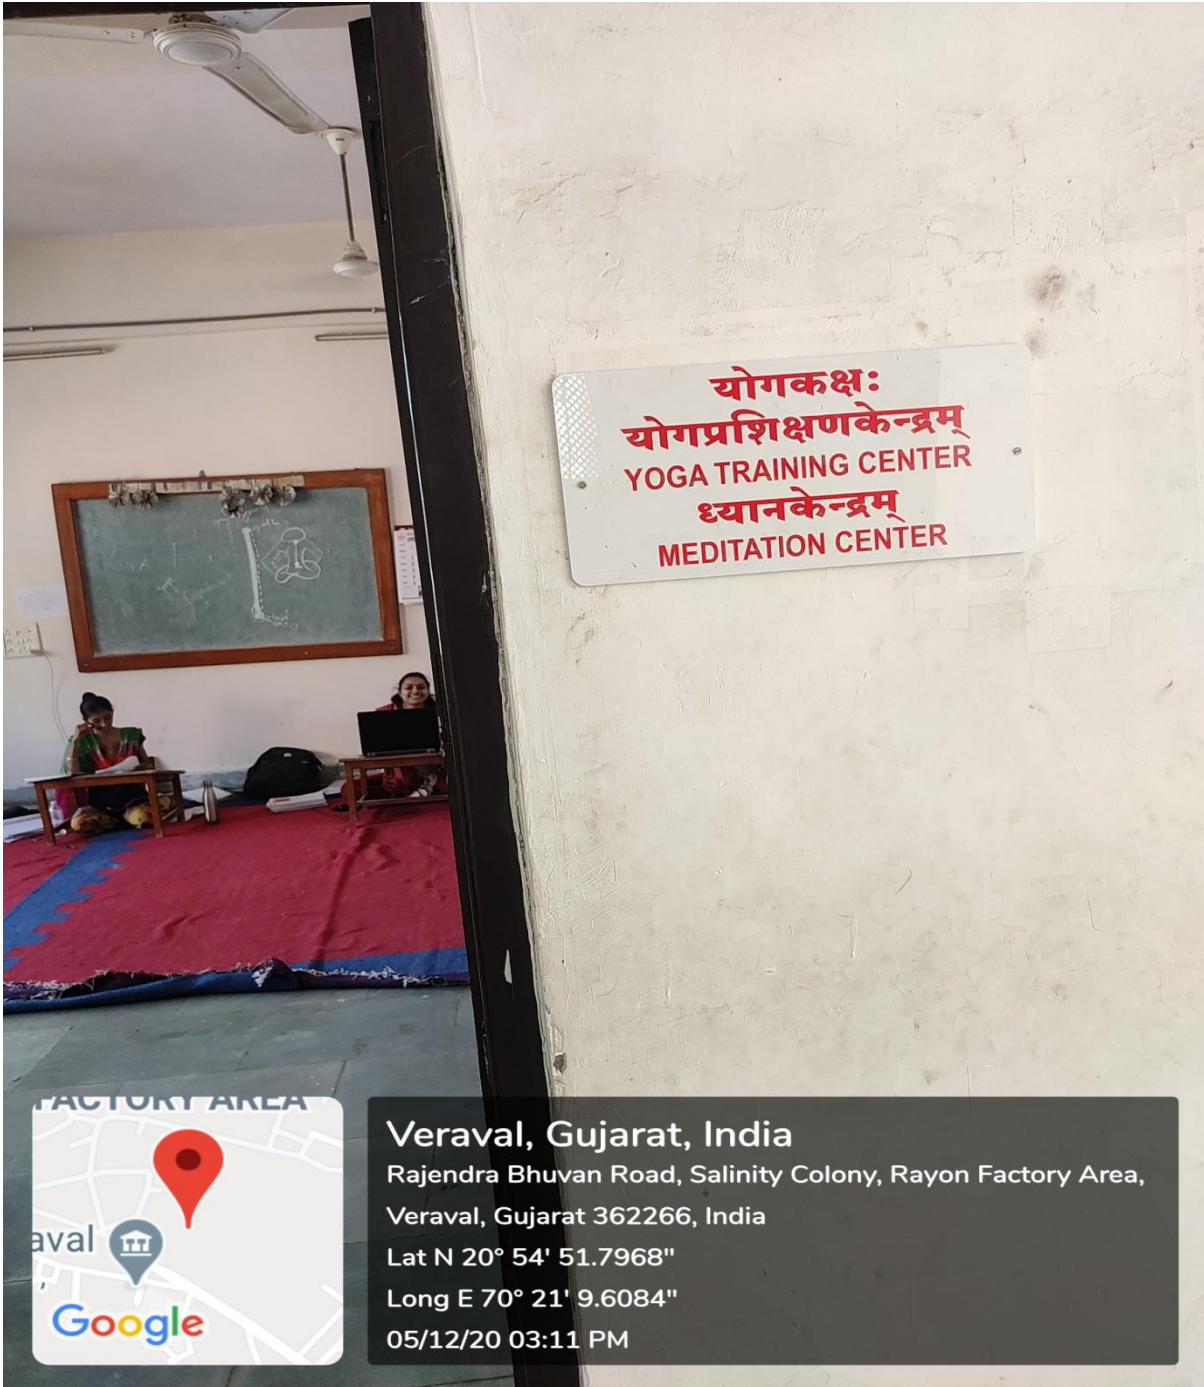 योगकक्षः
योगप्रशिक्षणकेन्द्रम्
YOGA TRAINING CENTER
ध्यानकेन्द्रम्
MEDITATION CENTER
FACTORY AREA
aval
Google
Veraval, Gujarat, India
Rajendra Bhuvan Road, Salinity Colony, Rayon Factory Area,
Veraval, Gujarat 362266, India
Lat N 20° 54' 51.7968"
Long E 70° 21' 9.6084"
05/12/20 03:11 PM